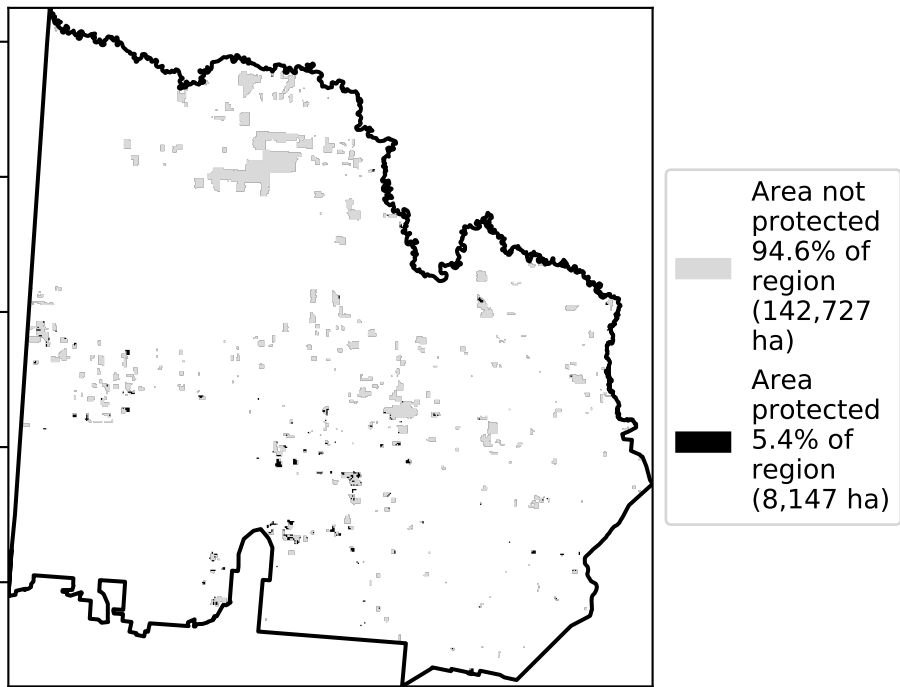 Area not
protected
94.6% of
region
(142,727
ha)
Area
protected
5.4% of
region
(8,147 ha)